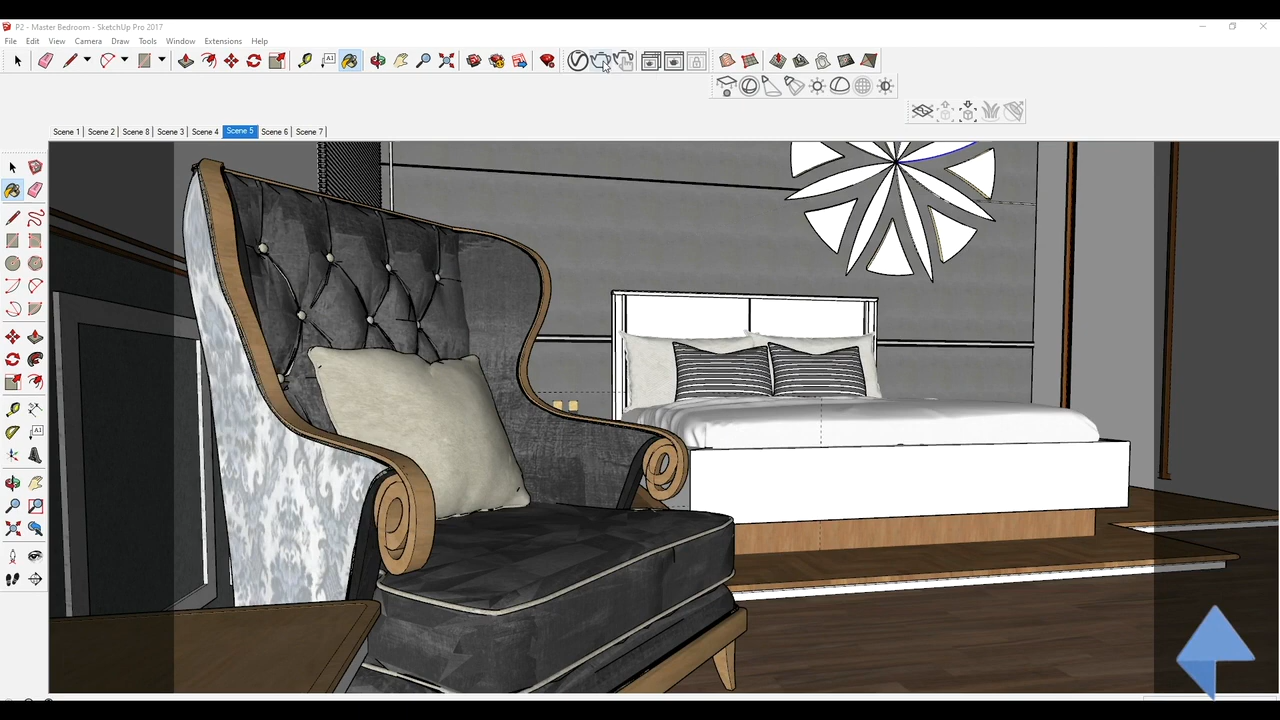 P2 - Master Bedroom - SketchUp Pro 2017
File Edit View Camera Draw Tools Window Extensions Help
Scene 1 Scene 2 Scene 8 Scene 3 Scene 4 Scene 5 Scene 6 Scene 7